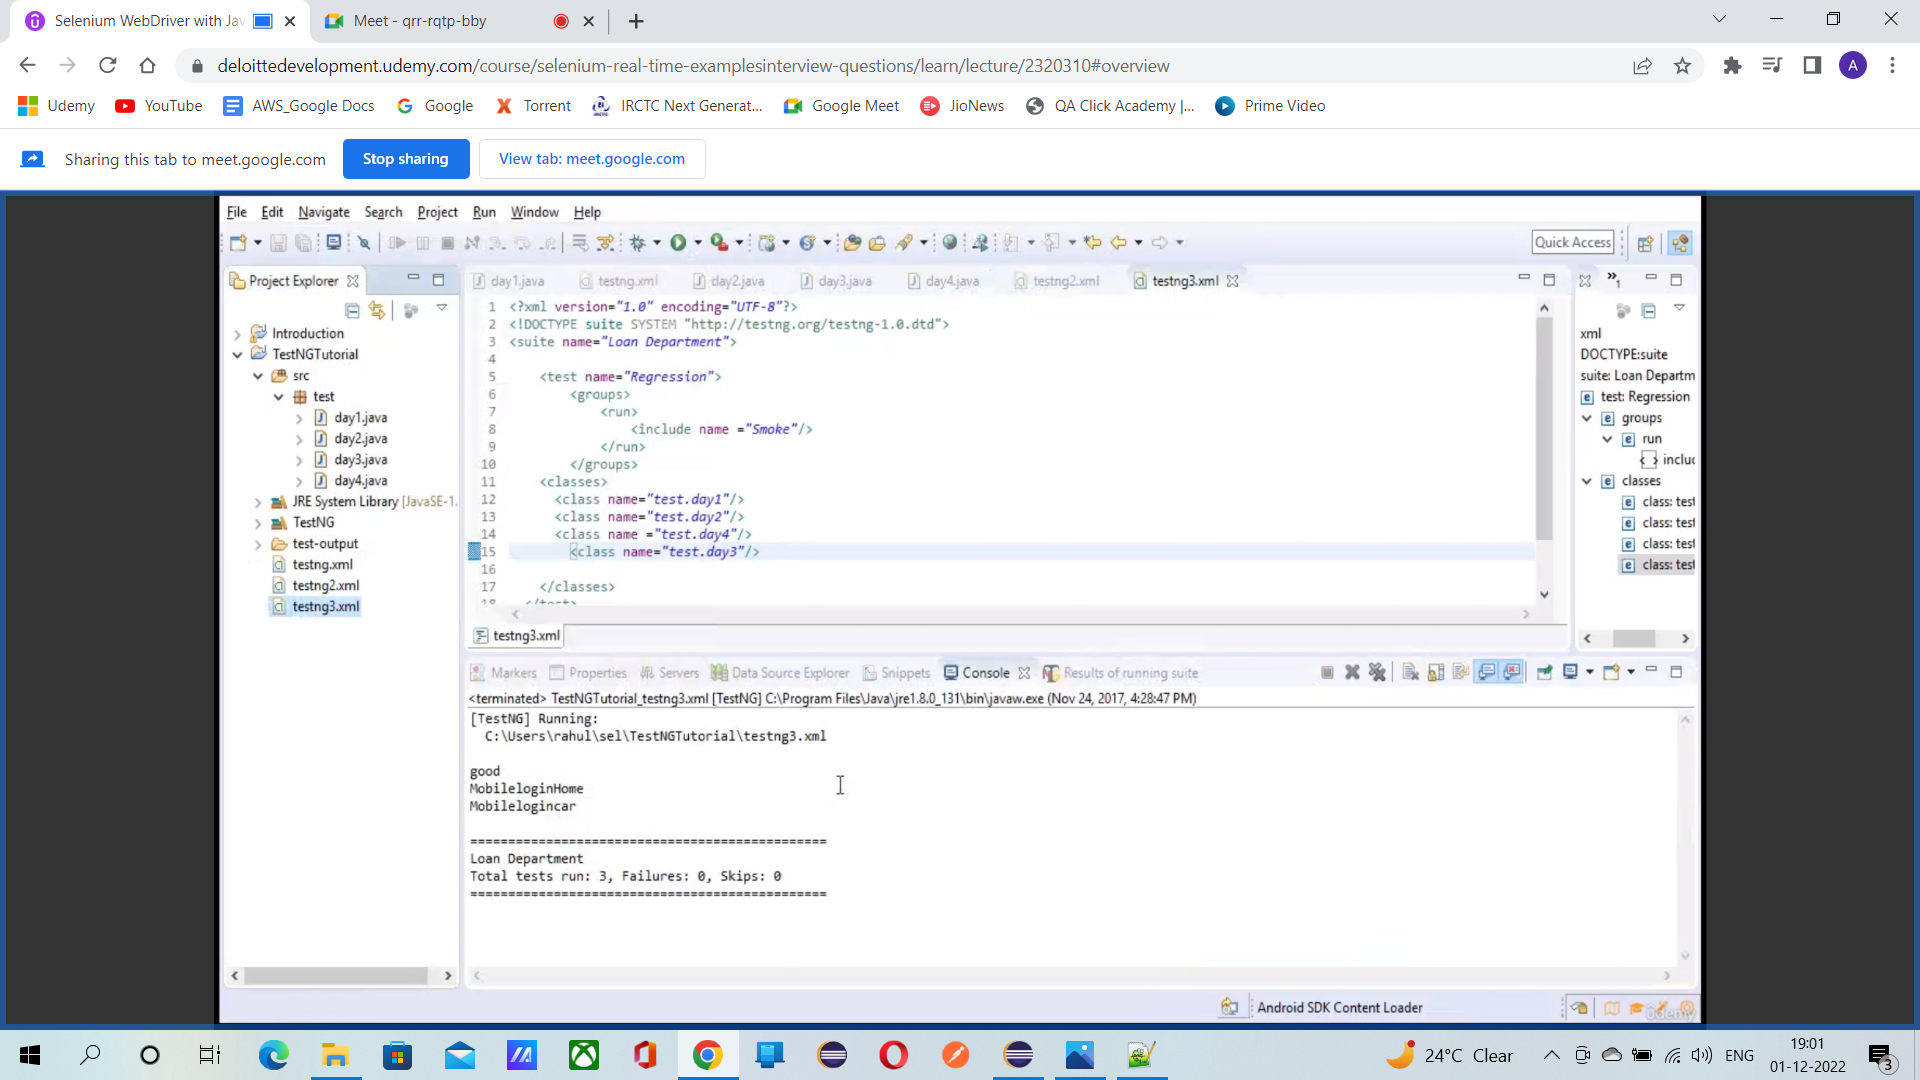 Selenium WebDriver with Jav
Meet - qrr-rqtp-bby
deloittedevelopment.udemy.com/course/selenium-real-time-examplesinterview-questions/learn/lecture/2320310#overview
A
Udemy
YouTube
AWS_Google Docs
Google
Torrent
IRCTC Next Generat...
Google Meet
JioNews
QA Click Academy |...
Prime Video
Sharing this tab to meet.google.com
Stop sharing
View tab: meet.google.com
File Edit Navigate Search Project Run Window Help
Quick Access
Project Explorer
day1.java
testng.xml
day2.java
day3.java
day4.java
testng2.xml
testng3.xml
Introduction
TestNGTutorial
src
test
day1.java
day2.java
day3.java
day4.java
JRE System Library [JavaSE-1.
TestNG
test-output
testng.xml
testng2.xml
testng3.xml
1 <?xml version="1.0" encoding="UTF-8"?>
2 <!DOCTYPE suite SYSTEM "http://testng.org/testng-1.0.dtd">
3 <suite name="Loan Department">
4
5 <test name="Regression">
6 <groups>
7 <run>
8 <include name ="Smoke"/>
9 </run>
10 </groups>
11 <classes>
12 <class name="test.day1"/>
13 <class name="test.day2"/>
14 <class name ="test.day4"/>
15 <class name="test.day3"/>
16
17 </classes>
18 </test>
testng3.xml
xml
DOCTYPE:suite
suite: Loan Departm
test: Regression
groups
run
includ
classes
class: test
class: test
class: test
class: test
Markers
Properties
Servers
Data Source Explorer
Snippets
Console
Results of running suite
<terminated> TestNGTutorial_testng3.xml [TestNG] C:\Program Files\Java\jre1.8.0_131\bin\javaw.exe (Nov 24, 2017, 4:28:47 PM)
[TestNG] Running:
C:\Users\rahul\sel\TestNGTutorial\testng3.xml
good
MobileloginHome
Mobilelogincar
===============================================
Loan Department
Total tests run: 3, Failures: 0, Skips: 0
===============================================
Android SDK Content Loader
Udemy
24°C Clear
ENG
19:01
01-12-2022
3